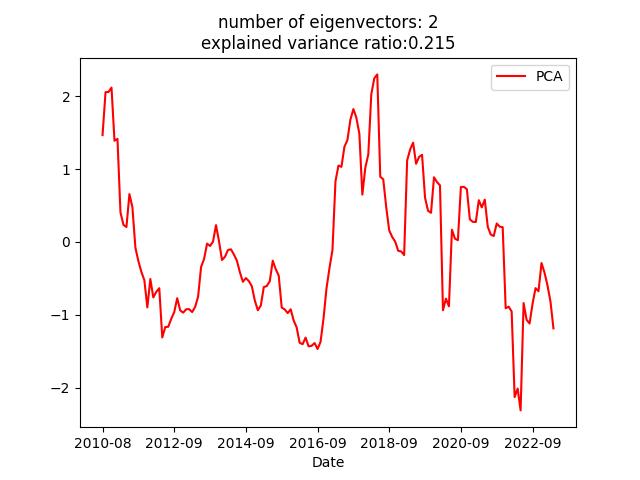 number of eigenvectors: 2
explained variance ratio:0.215
PCA
2
1
0
−1
−2
2010-08 2012-09 2014-09 2016-09 2018-09 2020-09 2022-09
Date